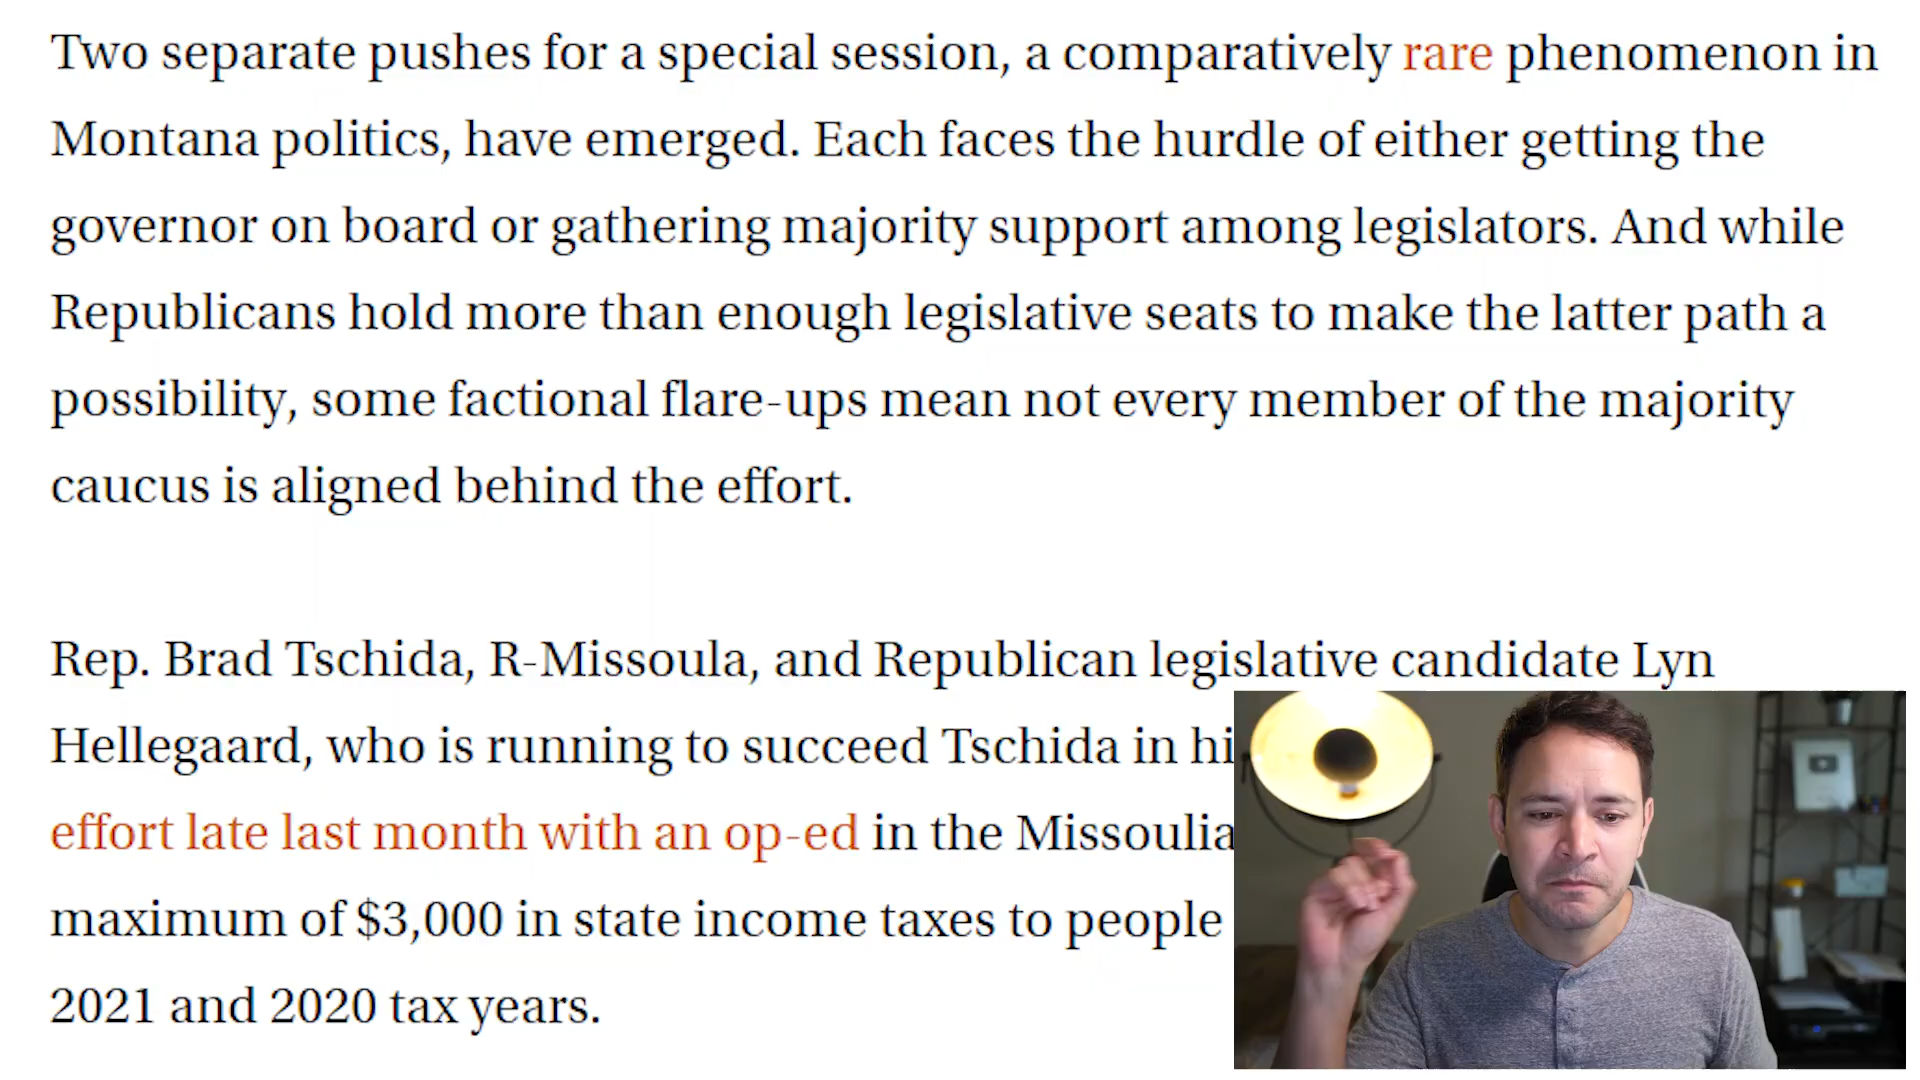 Two separate pushes for a special session, a comparatively rare phenomenon in
Montana politics, have emerged. Each faces the hurdle of either getting the
governor on board or gathering majority support among legislators. And while
Republicans hold more than enough legislative seats to make the latter path a
possibility, some factional flare-ups mean not every member of the majority
caucus is aligned behind the effort.
Rep. Brad Tschida, R-Missoula, and Republican legislative candidate Lyn
Hellegaard, who is running to succeed Tschida in hi
effort late last month with an op-ed in the Missoulia
maximum of $3,000 in state income taxes to people
2021 and 2020 tax years.